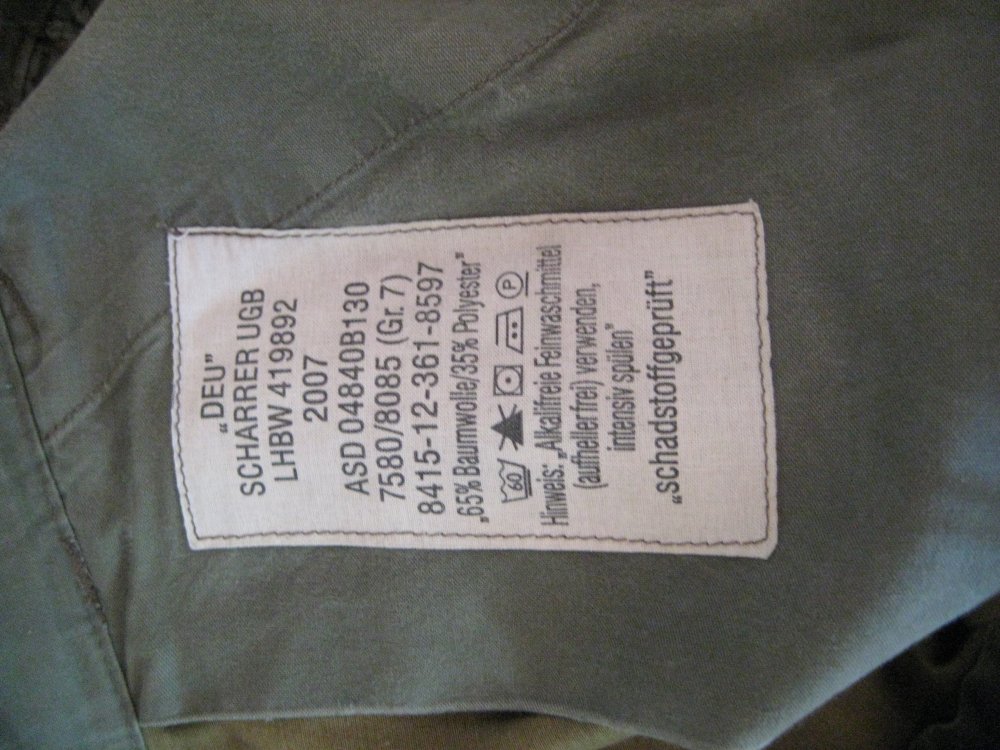 „DEU”
SCHARRER UGB
LHBW 419892
2007
ASD 04840B130
7580/8085 (Gr. 7)
8415-12-361-8597
„65% Baumwolle/35% Polyester”
60 P
Hinweis: „Alkalifreie Feinwaschmittel
(aufhellerfrei) verwenden,
intensiv spülen”
„schadstoffgeprüft”